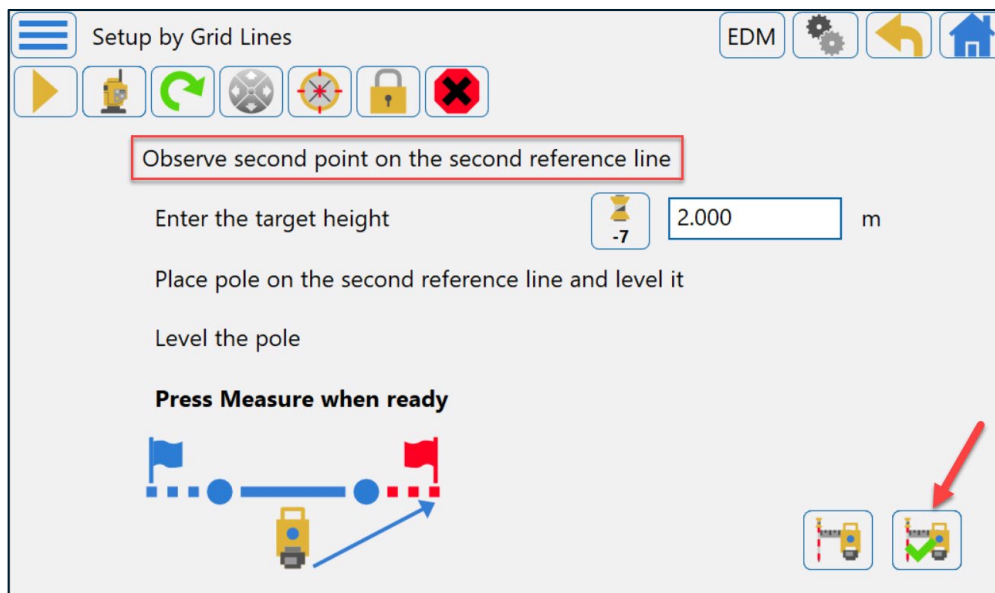 Setup by Grid Lines
EDM
Observe second point on the second reference line
Enter the target height
-7
2.000
m
Place pole on the second reference line and level it
Level the pole
Press Measure when ready